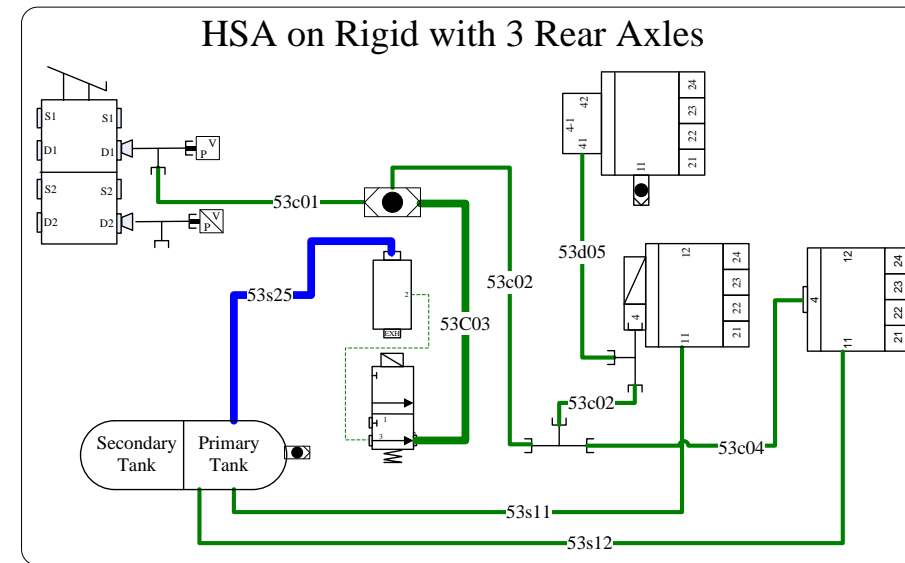 HSA on Rigid with 3 Rear Axles
S1
S1
D1
D1
S2
S2
D2
D2
V
P
V
P
53c01
53s25
2
EXH
1
3
53C03
53c02
53d05
42
4-1
41
11
24
23
22
21
12
4
11
24
23
22
21
12
4
11
24
23
22
21
53c02
53c04
Secondary
Tank
Primary
Tank
53s11
53s12